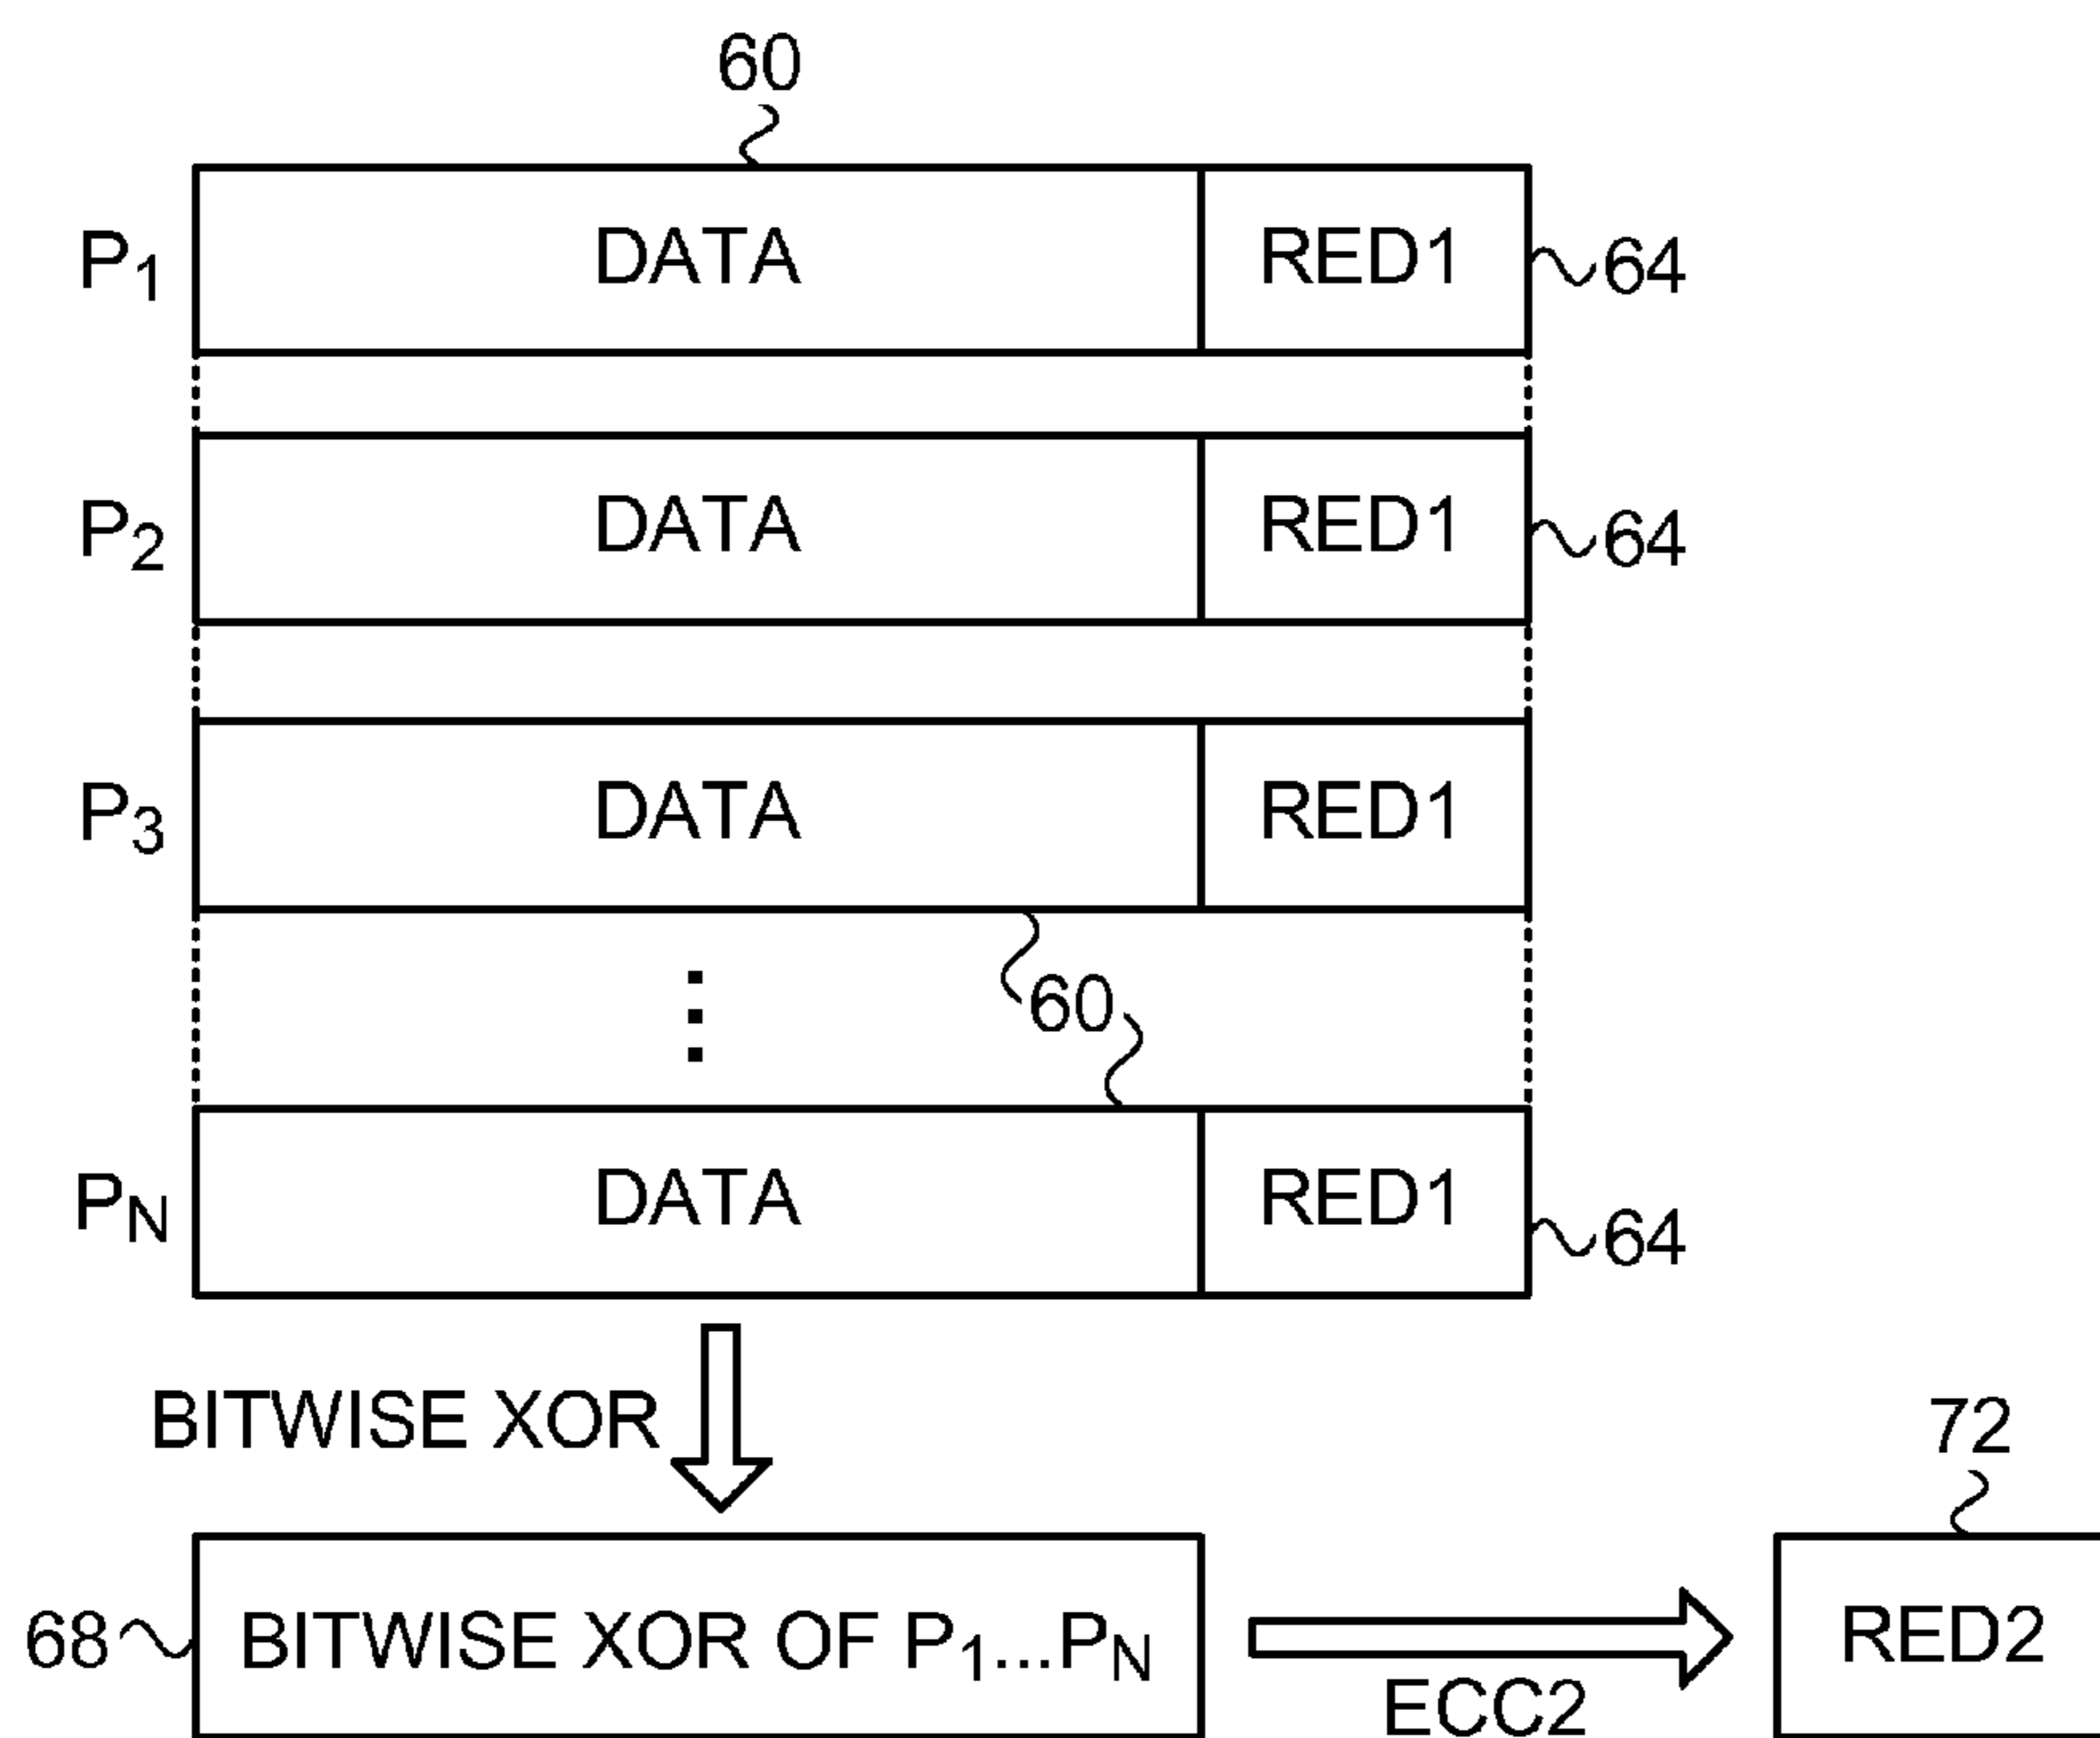 60
P1 DATA RED1 64
P2 DATA RED1 64
P3 DATA RED1
60
PN DATA RED1 64
BITWISE XOR
72
68 BITWISE XOR OF P1...PN RED2
ECC2